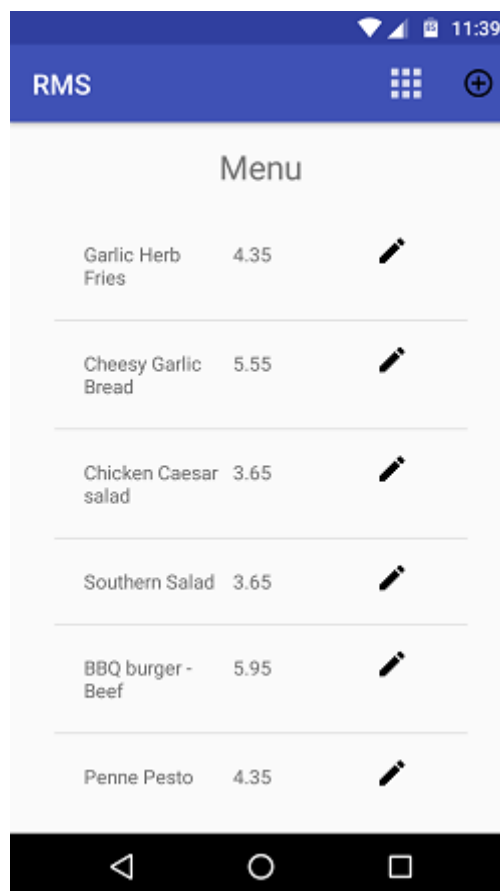 11:39
RMS
Menu
Garlic Herb 4.35
Fries
Cheesy Garlic 5.55
Bread
Chicken Caesar 3.65
salad
Southern Salad 3.65
BBQ burger - 5.95
Beef
Penne Pesto 4.35